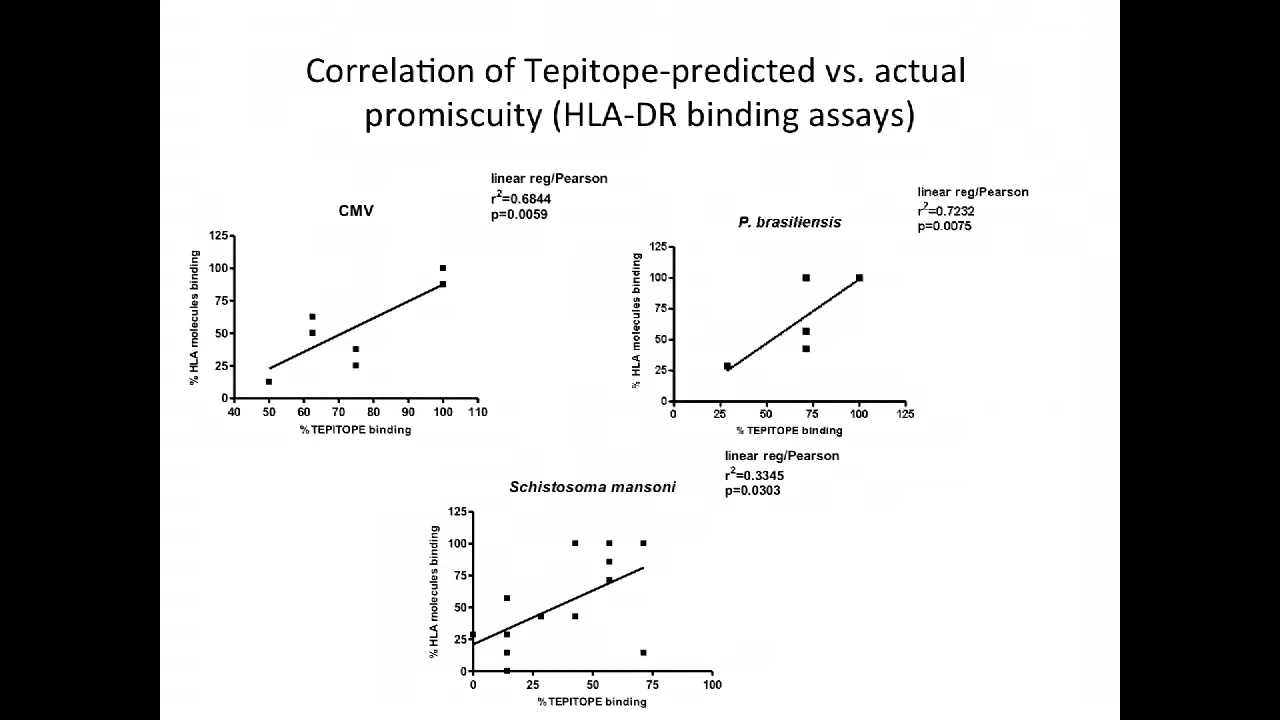 Correlation of Tepitope-predicted vs. actual
promiscuity (HLA-DR binding assays)
linear reg/Pearson
r2=0.6844
p=0.0059
CMV
125
100
75
50
25
0
% HLA molecules binding
40 50 60 70 80 90 100 110
%TEPITOPE binding
linear reg/Pearson
r2=0.7232
p=0.0075
P. brasiliensis
125
100
75
50
25
0
% HLA molecules binding
0 25 50 75 100 125
% TEPITOPE binding
linear reg/Pearson
r2=0.3345
p=0.0303
Schistosoma mansoni
125
100
75
50
25
0
% HLA molecules binding
0 25 50 75 100
%TEPITOPE binding